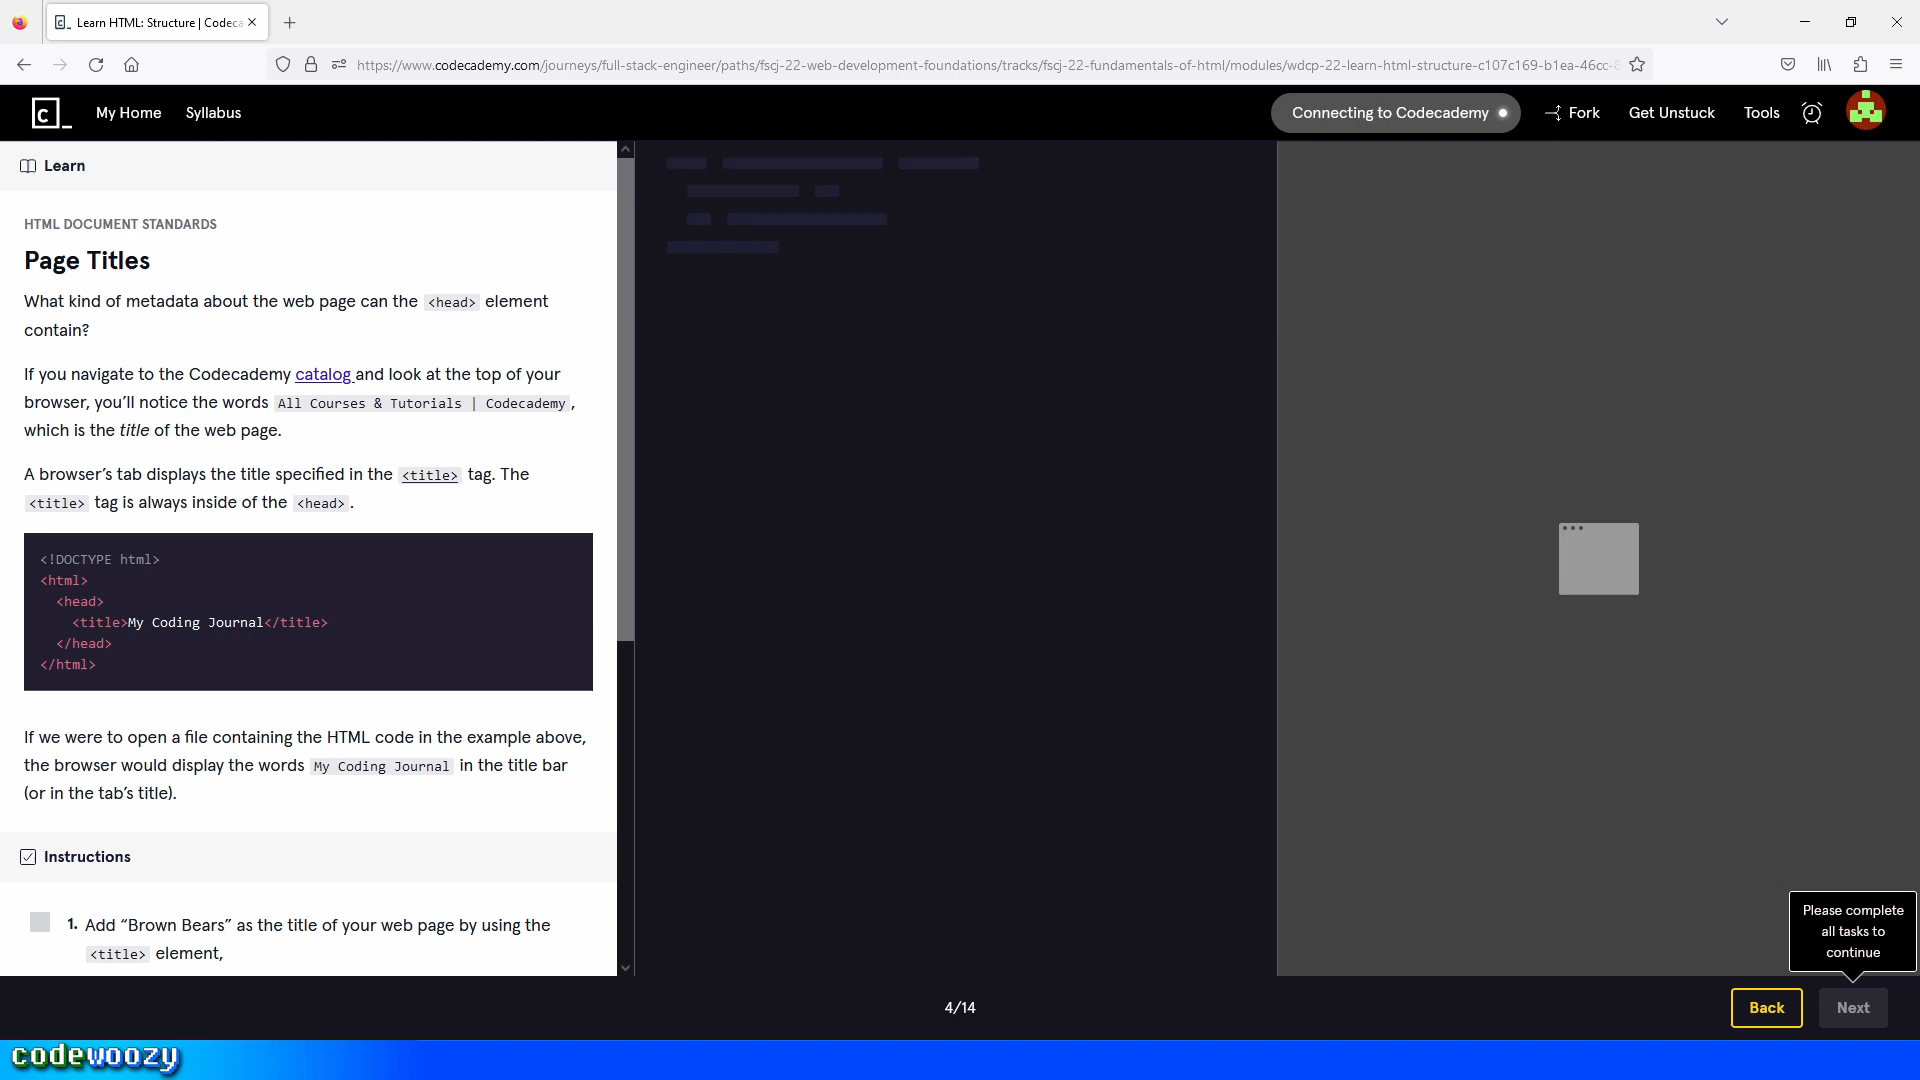 Learn HTML: Structure | Codeca
https://www.codecademy.com/journeys/full-stack-engineer/paths/fscj-22-web-development-foundations/tracks/fscj-22-fundamentals-of-html/modules/wdcp-22-learn-html-structure-c107c169-b1ea-46cc-8
c_
My Home
Syllabus
Connecting to Codecademy
Fork
Get Unstuck
Tools
Learn
HTML DOCUMENT STANDARDS
Page Titles
What kind of metadata about the web page can the <head> element
contain?
If you navigate to the Codecademy catalog and look at the top of your
browser, you’ll notice the words All Courses & Tutorials | Codecademy,
which is the title of the web page.
A browser’s tab displays the title specified in the <title> tag. The
<title> tag is always inside of the <head>.
<!DOCTYPE html>
<html>
<head>
<title>My Coding Journal</title>
</head>
</html>
If we were to open a file containing the HTML code in the example above,
the browser would display the words My Coding Journal in the title bar
(or in the tab’s title).
Instructions
1. Add “Brown Bears” as the title of your web page by using the
<title> element,
Please complete
all tasks to
continue
4/14
Back
Next
codewoozy